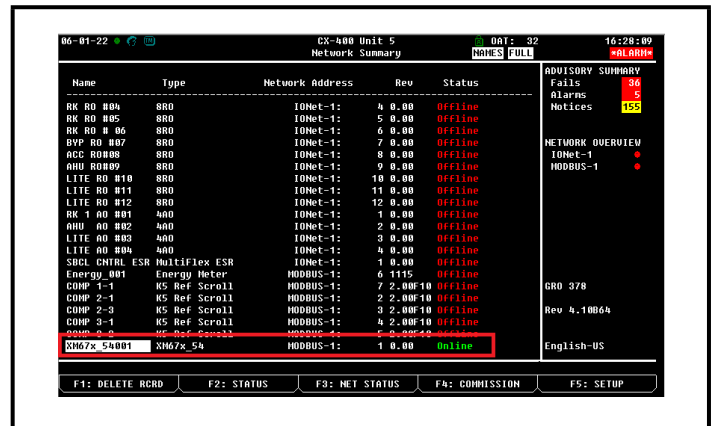 06-01-22 CX-400 Unit 5 OAT: 32 16:28:09
Network Summary NAMES FULL *ALARM*
ADVISORY SUMMARY
Name Type Network Address Rev Status
Fails 36
Alarms 5
Notices 155
RK RO #04 8RO IONet-1: 4 0.00 Offline
RK RO #05 8RO IONet-1: 5 0.00 Offline
RK RO # 06 8RO IONet-1: 6 0.00 Offline
BYP RO #07 8RO IONet-1: 7 0.00 Offline
ACC RO#08 8RO IONet-1: 8 0.00 Offline
AHU RO#09 8RO IONet-1: 9 0.00 Offline
LITE RO #10 8RO IONet-1: 10 0.00 Offline
LITE RO #11 8RO IONet-1: 11 0.00 Offline
LITE RO #12 8RO IONet-1: 12 0.00 Offline
RK 1 AO #01 4AO IONet-1: 1 0.00 Offline
AHU AO #02 4AO IONet-1: 2 0.00 Offline
LITE AO #03 4AO IONet-1: 3 0.00 Offline
LITE AO #04 4AO IONet-1: 4 0.00 Offline
SBCL CNTRL ESR MultiFlex ESR IONet-1: 1 0.00 Offline
Energy_001 Energy Meter MODBUS-1: 6 1115 Offline
COMP 1-1 K5 Ref Scroll MODBUS-1: 7 2.00F10 Offline
COMP 2-1 K5 Ref Scroll MODBUS-1: 2 2.00F10 Offline
COMP 2-3 K5 Ref Scroll MODBUS-1: 3 2.00F10 Offline
COMP 3-1 K5 Ref Scroll MODBUS-1: 4 2.00F10 Offline
XM67x_54001 XM67x_54 MODBUS-1: 1 0.00 Online
NETWORK OVERVIEW
IONet-1
MODBUS-1
GRO 378
Rev 4.10B64
English-US
F1: DELETE RCRD F2: STATUS F3: NET STATUS F4: COMMISSION F5: SETUP